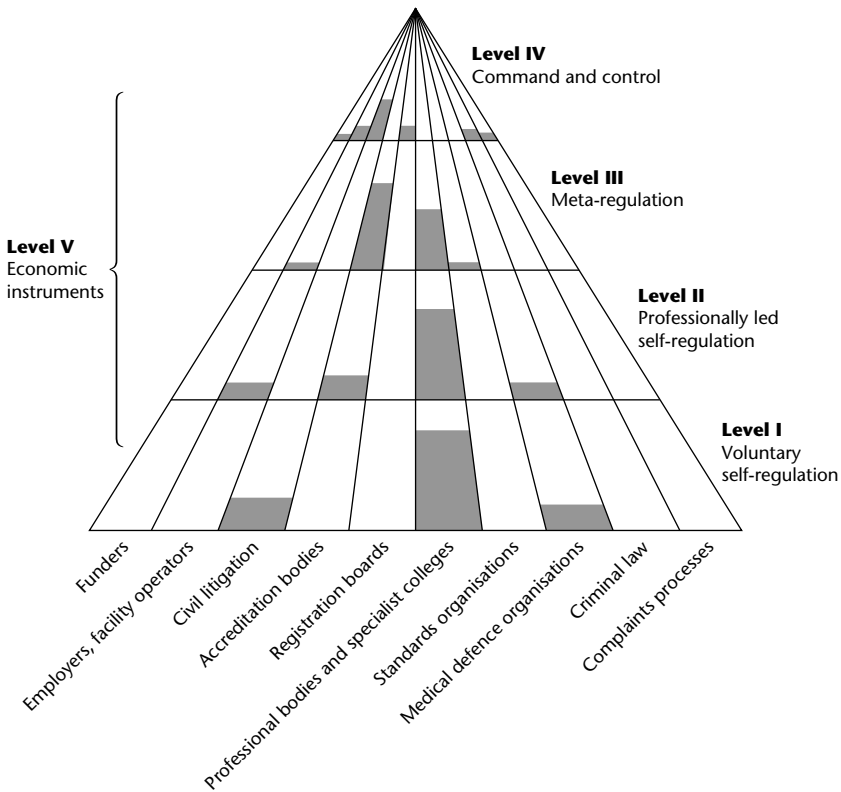 Level IV
Command and control
Level III
Meta-regulation
Level V
Economic
instruments
Level II
Professionally led
self-regulation
Level I
Voluntary
self-regulation
Funders
Employers, facility operators
Civil litigation
Accreditation bodies
Registration boards
Professional bodies and specialist colleges
Standards organisations
Medical defence organisations
Criminal law
Complaints processes